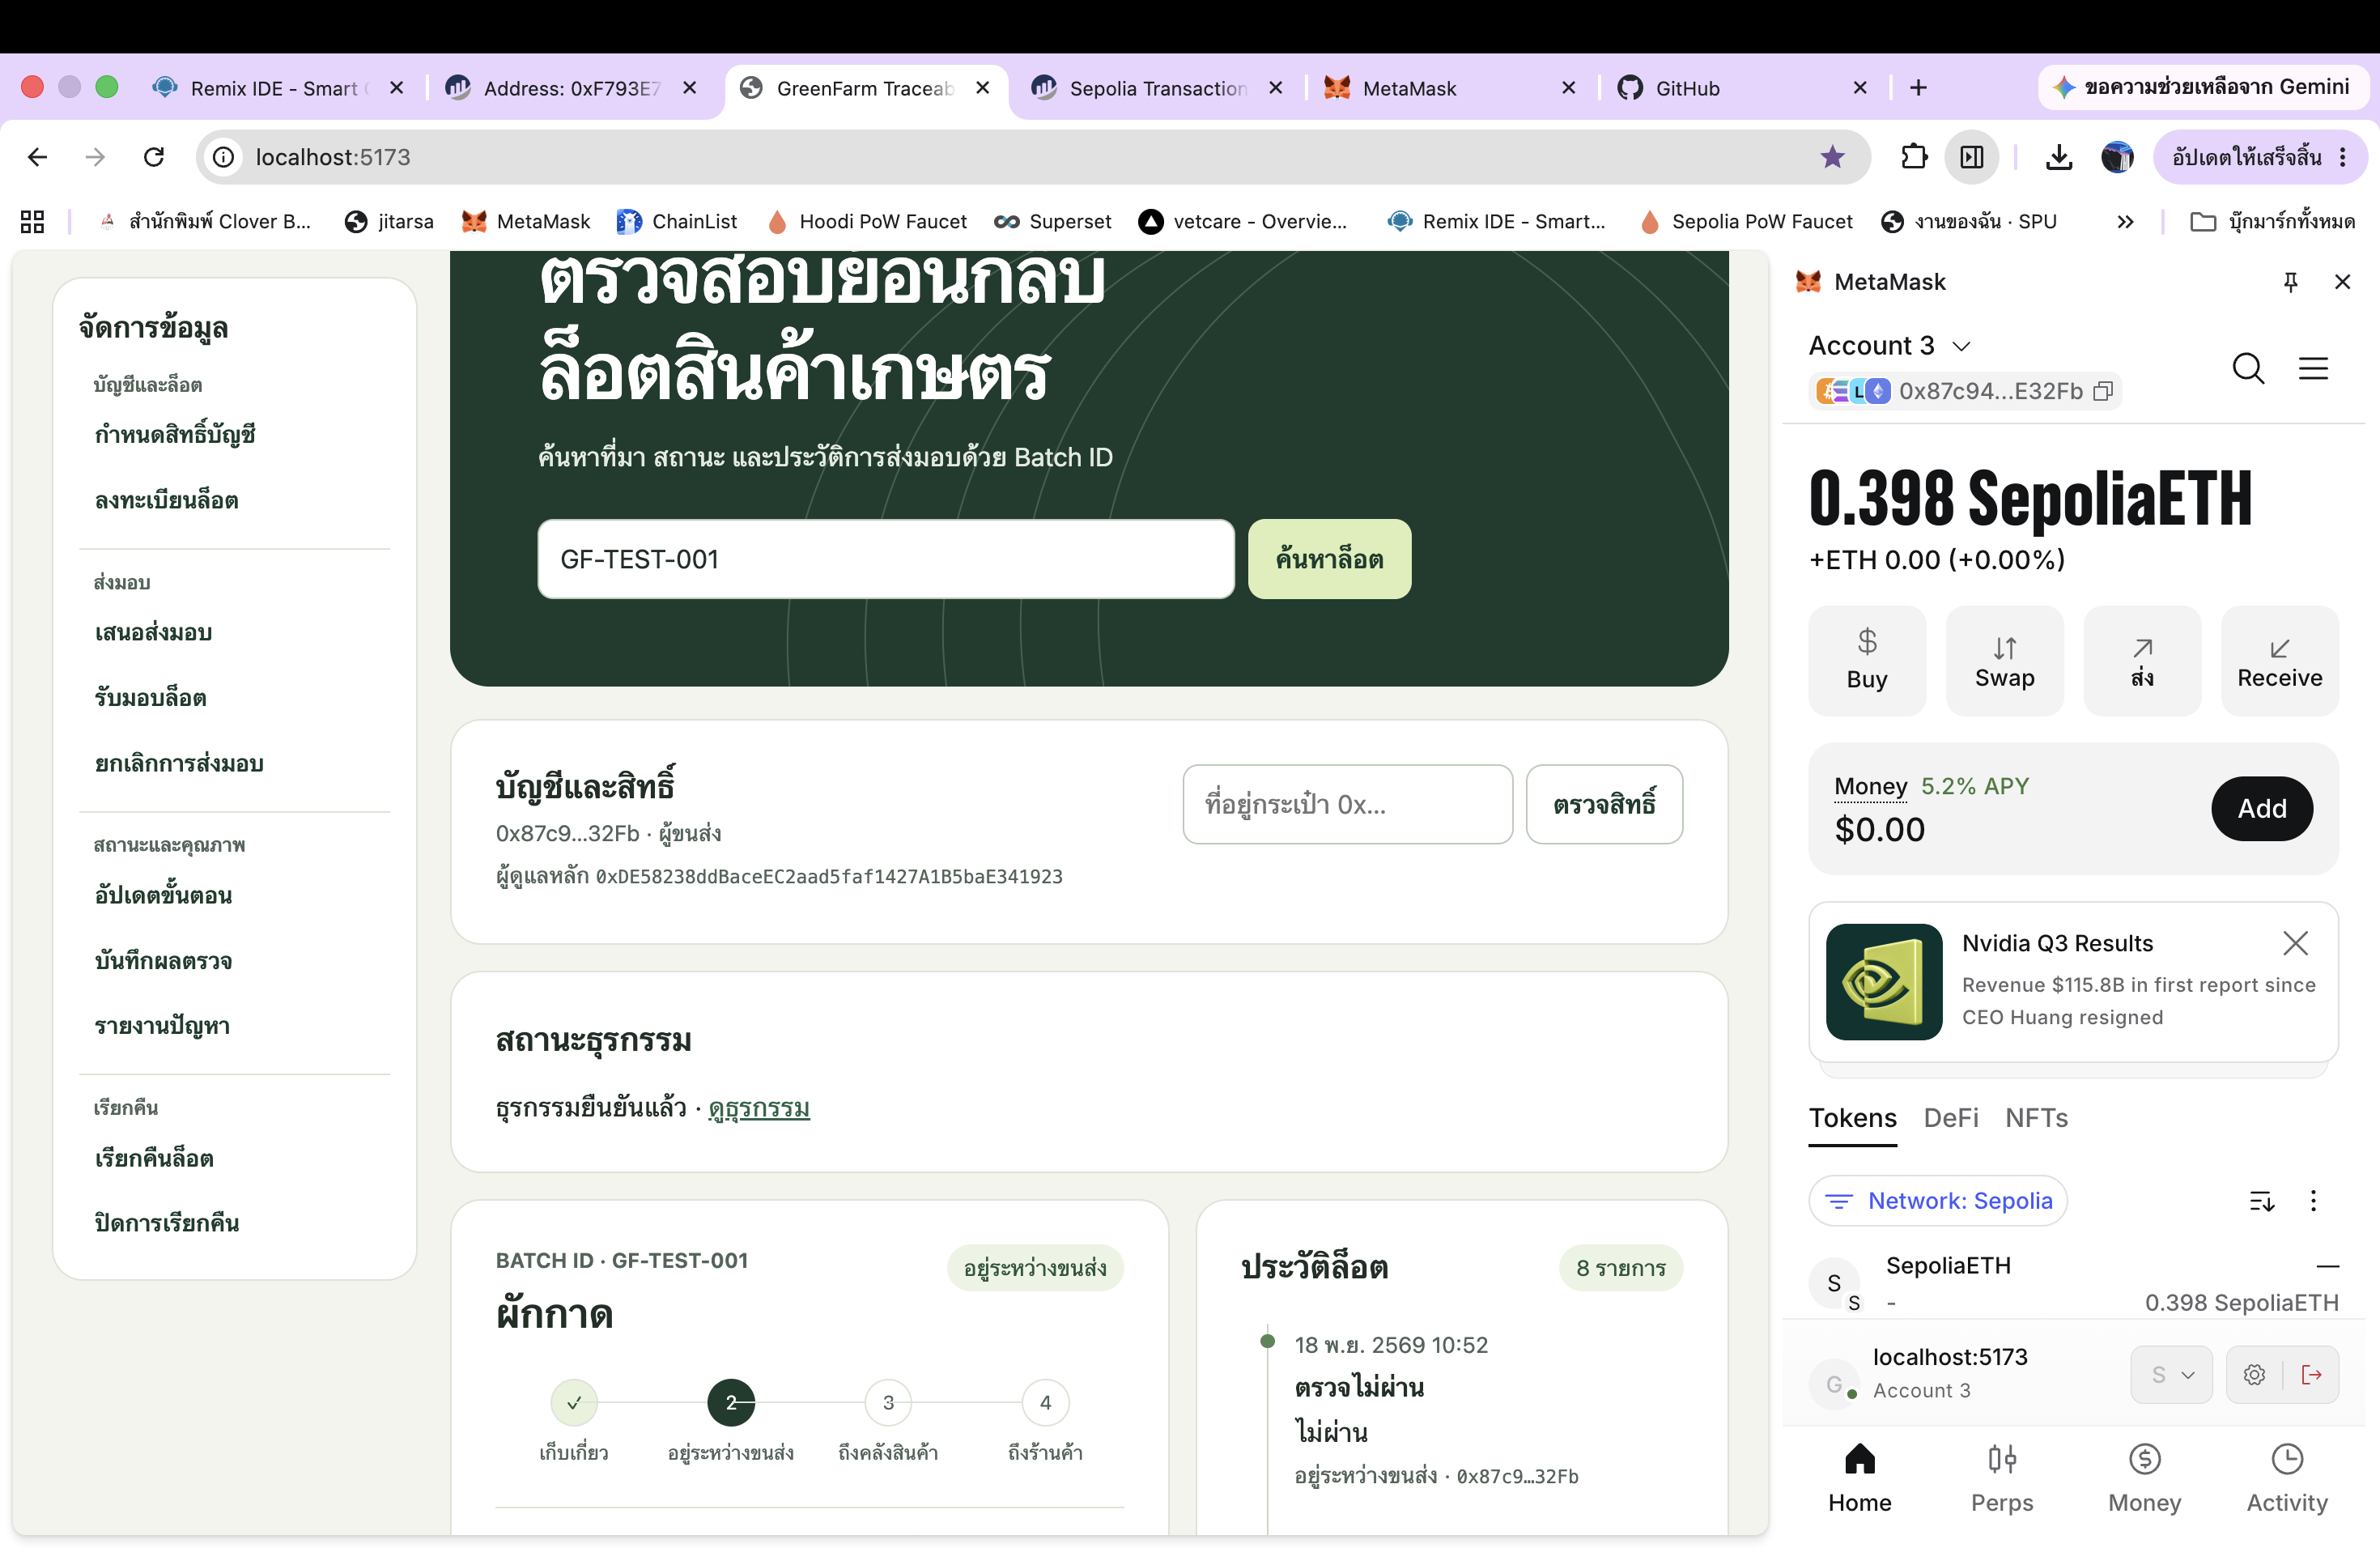 Remix IDE - Smart
Address: 0xF793E7
GreenFarm Traceab
Sepolia Transaction
MetaMask
GitHub
ขอความช่วยเหลือจาก Gemini
localhost:5173
อัปเดตให้เสร็จสิ้น
สำนักพิมพ์ Clover B...
jitarsa
MetaMask
ChainList
Hoodi PoW Faucet
Superset
vetcare - Overvie...
Remix IDE - Smart...
Sepolia PoW Faucet
งานของฉัน · SPU
บุ๊กมาร์กทั้งหมด
จัดการข้อมูล
บัญชีและล็อต
กำหนดสิทธิ์บัญชี
ลงทะเบียนล็อต
ส่งมอบ
เสนอส่งมอบ
รับมอบล็อต
ยกเลิกการส่งมอบ
สถานะและคุณภาพ
อัปเดตขั้นตอน
บันทึกผลตรวจ
รายงานปัญหา
เรียกคืน
เรียกคืนล็อต
ปิดการเรียกคืน
ตรวจสอบย้อนกลับ
ล็อตสินค้าเกษตร
ค้นหาที่มา สถานะ และประวัติการส่งมอบด้วย Batch ID
GF-TEST-001
ค้นหาล็อต
บัญชีและสิทธิ์
0x87c9...32Fb · ผู้ขนส่ง
ผู้ดูแลหลัก 0xDE58238ddBaceEC2aad5faf1427A1B5baE341923
ที่อยู่กระเป๋า 0x...
ตรวจสิทธิ์
สถานะธุรกรรม
ธุรกรรมยืนยันแล้ว · ดูธุรกรรม
BATCH ID · GF-TEST-001
อยู่ระหว่างขนส่ง
ผักกาด
2
3
4
เก็บเกี่ยว
อยู่ระหว่างขนส่ง
ถึงคลังสินค้า
ถึงร้านค้า
ประวัติล็อต
8 รายการ
18 พ.ย. 2569 10:52
ตรวจไม่ผ่าน
ไม่ผ่าน
อยู่ระหว่างขนส่ง · 0x87c9…32Fb
MetaMask
Account 3
0x87c94...E32Fb
0.398 SepoliaETH
+ETH 0.00 (+0.00%)
Buy
Swap
ส่ง
Receive
Money 5.2% APY
$0.00
Add
Nvidia Q3 Results
Revenue $115.8B in first report since
CEO Huang resigned
Tokens
DeFi
NFTs
Network: Sepolia
S
S
SepoliaETH
—
-
0.398 SepoliaETH
G
localhost:5173
Account 3
S
Home
Perps
Money
Activity